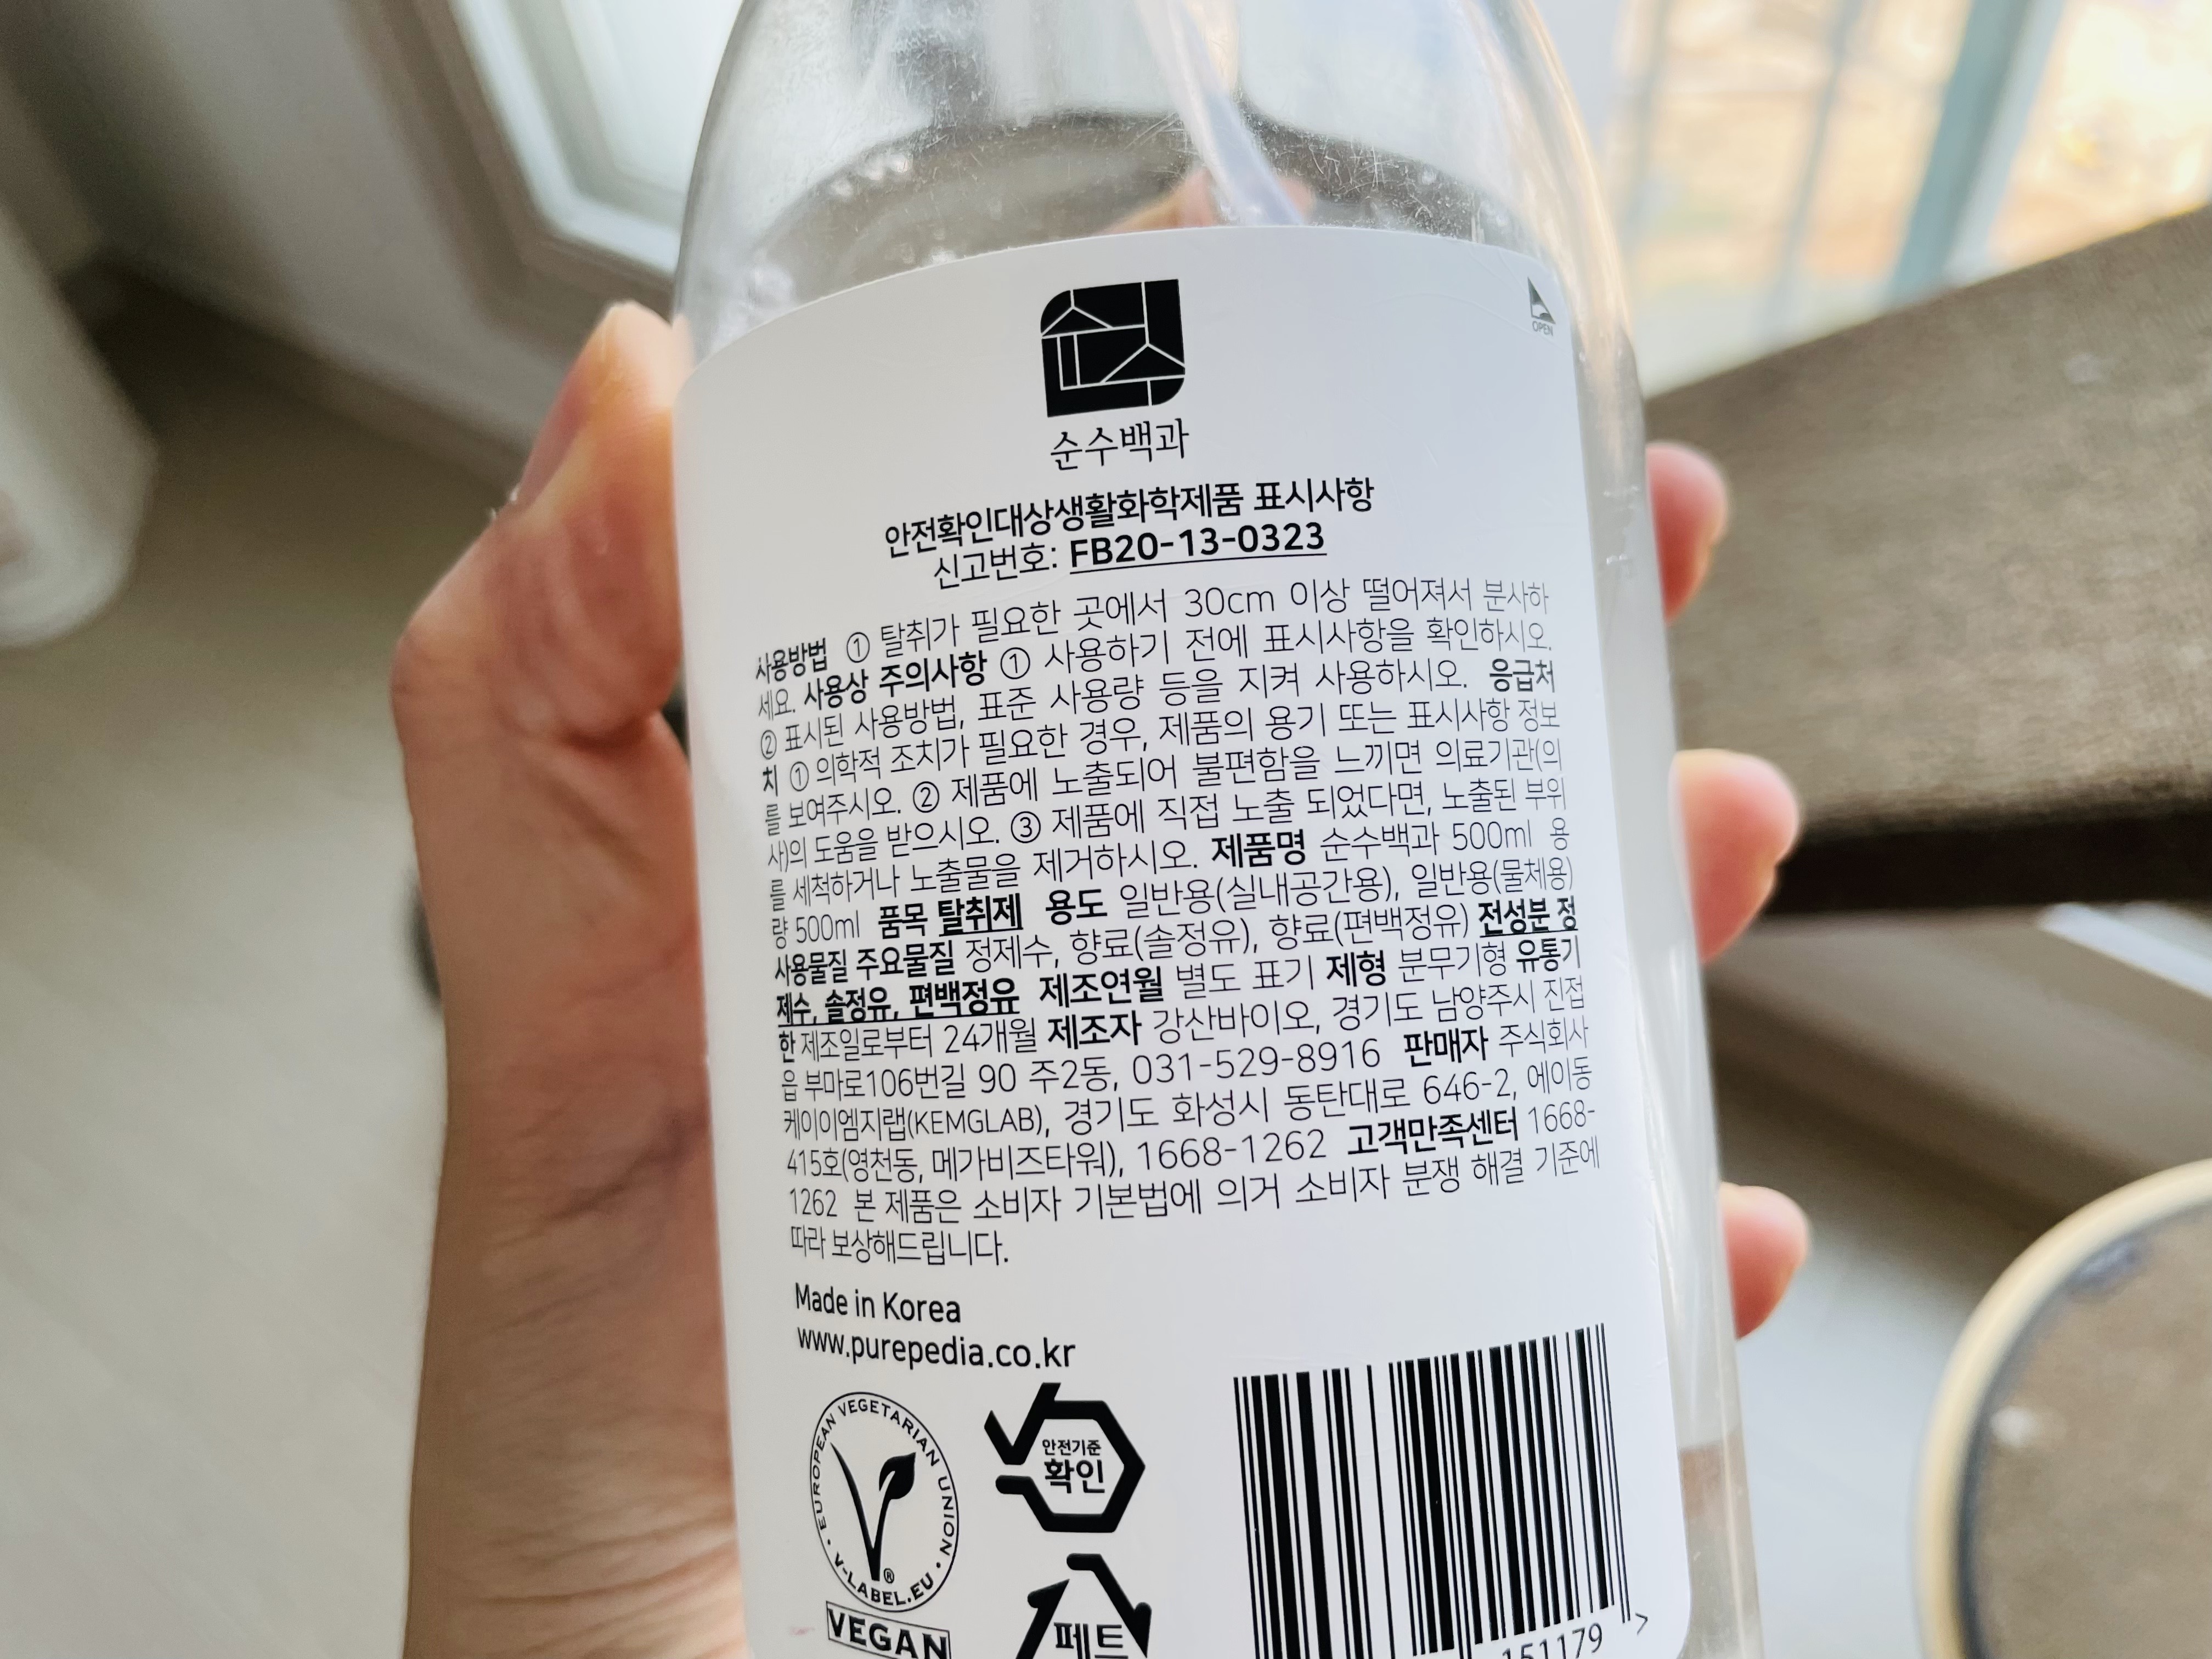 OPEN
순수백과
안전확인대상생활화학제품 표시사항
신고번호: FB20-13-0323
사용방법 ① 탈취가 필요한 곳에서 30cm 이상 떨어져서 분사하
세요. 사용상 주의사항 ① 사용하기 전에 표시사항을 확인하시오.
② 표시된 사용방법, 표준 사용량 등을 지켜 사용하시오. 응급처
치 ① 의학적 조치가 필요한 경우, 제품의 용기 또는 표시사항 정보
를 보여주시오. ② 제품에 노출되어 불편함을 느끼면 의료기관(의
사)의 도움을 받으시오. ③ 제품에 직접 노출 되었다면, 노출된 부위
를 세척하거나 노출물을 제거하시오. 제품명 순수백과 500ml 용
량 500ml 품목 탈취제 용도 일반용(실내공간용), 일반용(물체용)
사용물질 주요물질 정제수, 향료(솔정유), 향료(편백정유) 전성분 정
제수, 솔정유, 편백정유 제조연월 별도 표기 제형 분무기형 유통기
한 제조일로부터 24개월 제조자 강산바이오, 경기도 남양주시 진접
읍 부마로106번길 90 주2동, 031-529-8916 판매자 주식회사
케이이엠지랩(KEMGLAB), 경기도 화성시 동탄대로 646-2, 에이동
415호(영천동, 메가비즈타워), 1668-1262 고객만족센터 1668-
1262 본 제품은 소비자 기본법에 의거 소비자 분쟁 해결 기준에
따라 보상해드립니다.
Made in Korea
www.purepedia.co.kr
EUROPEAN VEGETARIAN UNION
V-LABEL.EU
®
VEGAN
안전기준
확인
페트
151179 >